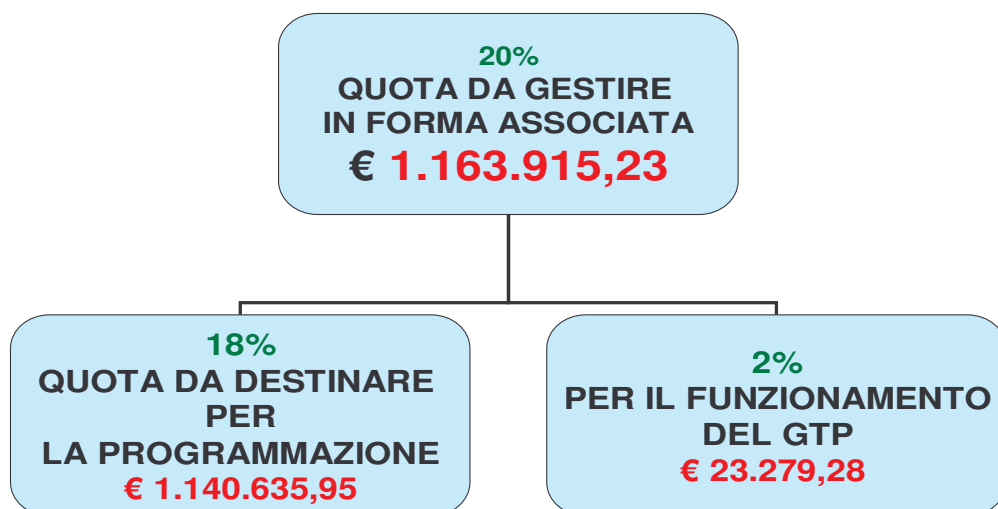 20%
QUOTA DA GESTIRE
IN FORMA ASSOCIATA
€ 1.163.915,23
18%
QUOTA DA DESTINARE
PER
LA PROGRAMMAZIONE
€ 1.140.635,95
2%
PER IL FUNZIONAMENTO
DEL GTP
€ 23.279,28